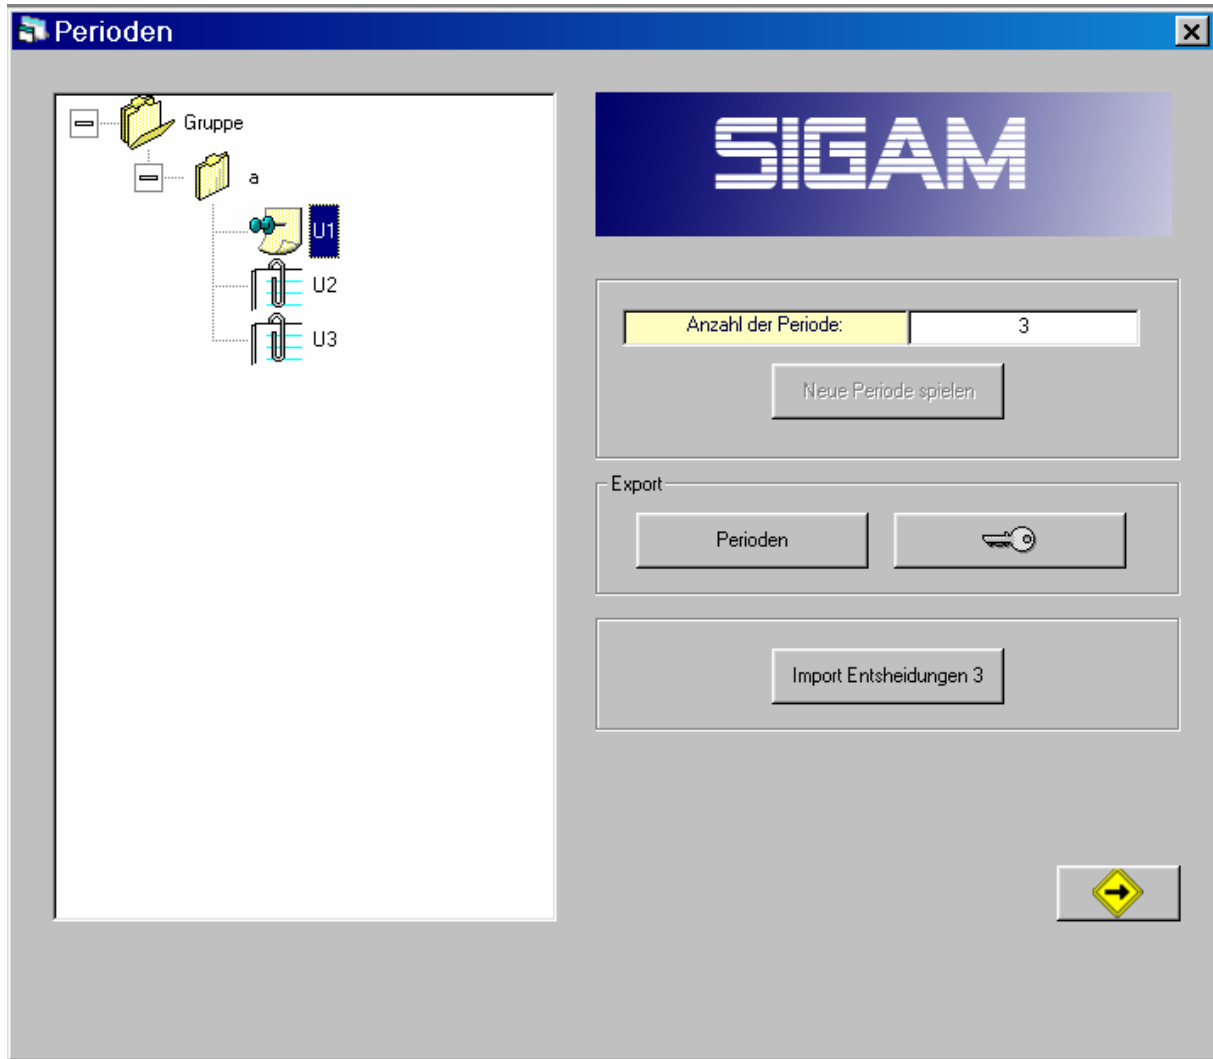 Perioden
Gruppe
a
U1
U2
U3
SIGAM
Anzahl der Periode: 3
Neue Periode spielen
Export
Perioden
Import Entsheidungen 3